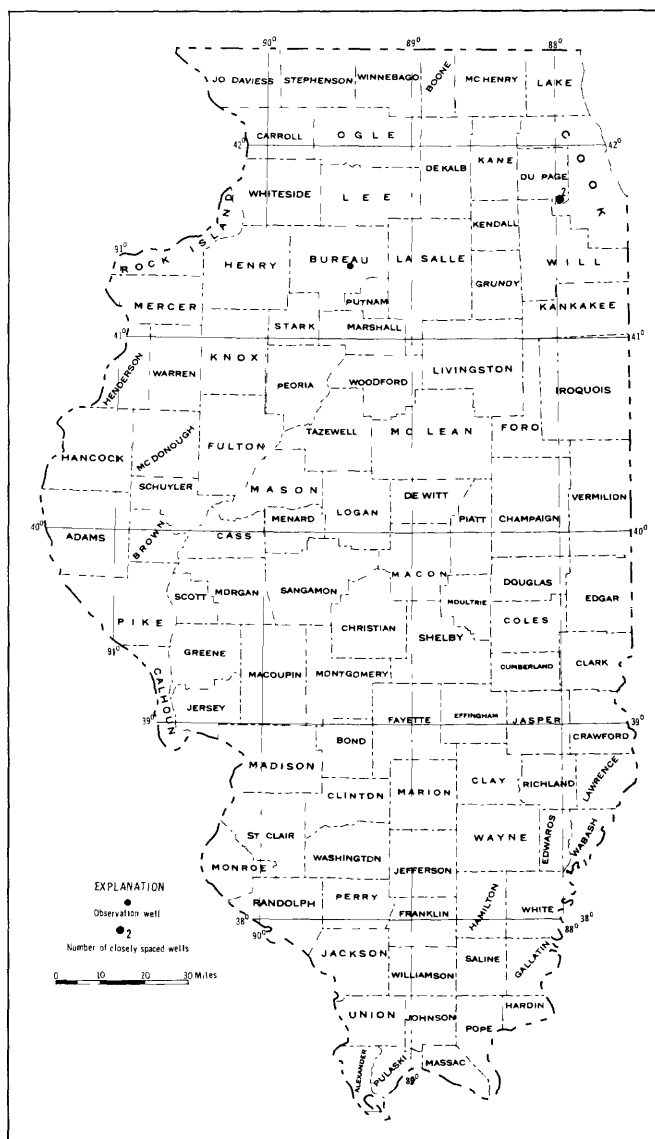 90° 89° 88°
JO DAVIESS STEPHENSON WINNEBAGO BOONE MC HENRY LAKE
CARROLL OGLE COOK
42° 42°
DE KALB KANE DU PAGE
2
WHITESIDE LEE
KENDALL
ROCK ISLAND
91°
HENRY BUREAU LA SALLE WILL
GRUNDY
MERCER PUTNAM KANKAKEE
STARK MARSHALL
41° 41°
KNOX
HENDERSON WARREN PEORIA WOODFORD LIVINGSTON IROQUOIS
TAZEWELL MC LEAN FORD
HANCOCK MC DONOUGH FULTON
SCHUYLER MASON DE WITT VERMILION
MENARD LOGAN PIATT CHAMPAIGN
40° 40°
ADAMS BROWN CASS
MACON
SCOTT MORGAN SANGAMON DOUGLAS EDGAR
MOULTRIE
PIKE CHRISTIAN COLES
SHELBY
91° GREENE
MACOUPIN MONTGOMERY CUMBERLAND CLARK
CALHOUN
JERSEY
39° 39°
FAYETTE EFFINGHAM JASPER
BOND CRAWFORD
MADISON
CLINTON MARION CLAY RICHLAND LAWRENCE
ST CLAIR WAYNE EDWARDS WABASH
MONROE WASHINGTON
JEFFERSON
EXPLANATION
Observation well
2
Number of closely spaced wells
0 10 20 30 Miles
RANDOLPH PERRY HAMILTON WHITE
FRANKLIN
38° 38°
90° 88°
JACKSON SALINE GALLATIN
WILLIAMSON
HARDIN
UNION JOHNSON POPE
ALEXANDER PULASKI MASSAC
89°